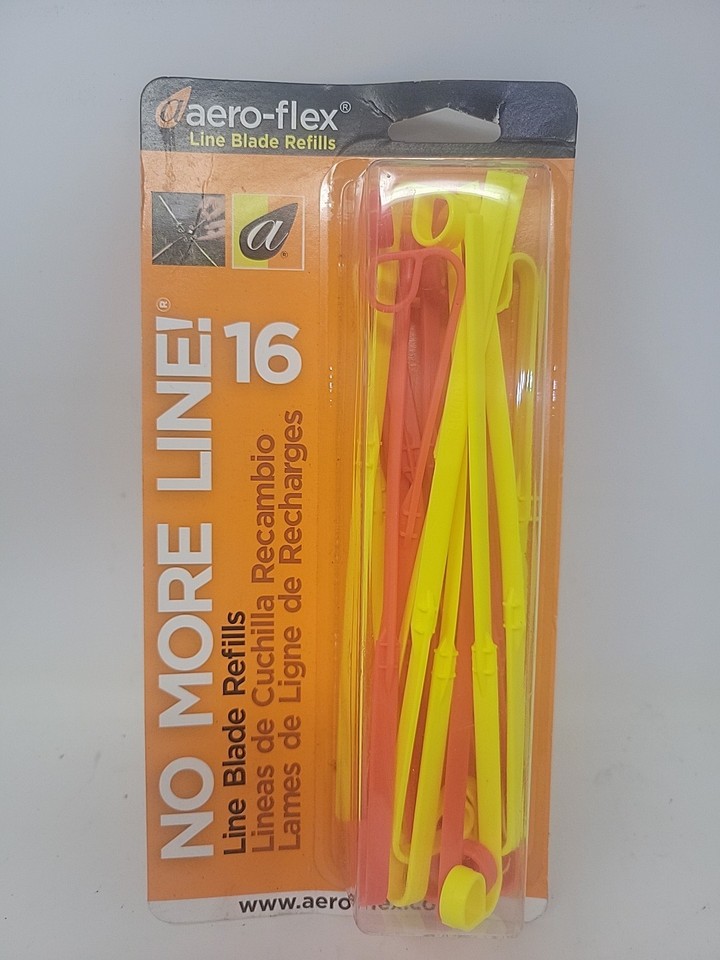 aero-flex®
Line Blade Refills
a®
NO MORE LINE!®
16
Line Blade Refills
Lineas de Cuchilla Recambio
Lames de Ligne de Recharges
www.aero